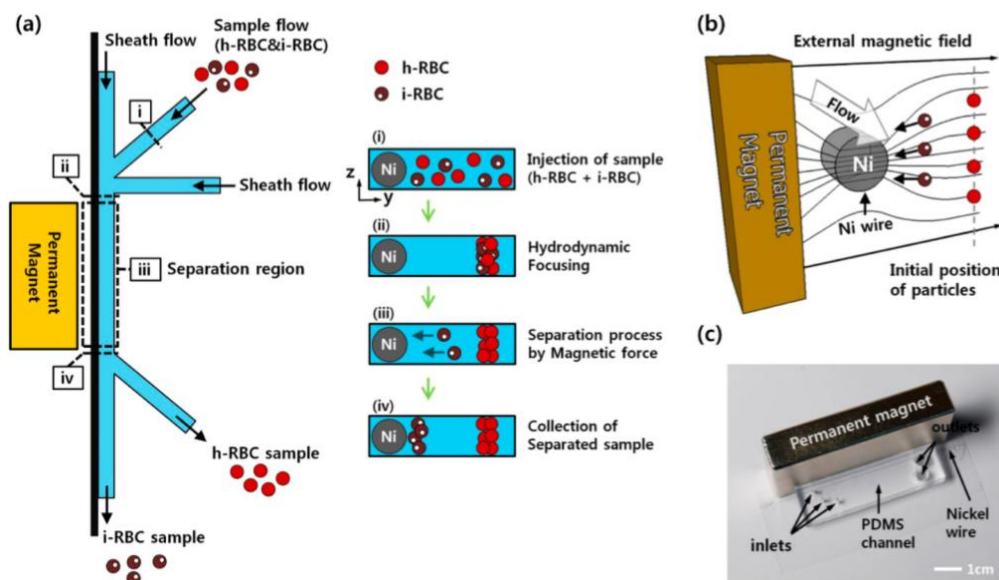 (a)
Sheath flow
Sample flow
(h-RBC&i-RBC)
i
ii
Sheath flow
Permanent
Magnet
iii
Separation region
iv
h-RBC sample
i-RBC sample
h-RBC
i-RBC
z
y
(i)
Ni
Injection of sample
(h-RBC + i-RBC)
(ii)
Ni
Hydrodynamic
Focusing
(iii)
Ni
Separation process
by Magnetic force
(iv)
Ni
Collection of
Separated sample
(b)
External magnetic field
Permanent
Magnet
Flow
Ni
Ni wire
Initial position
of particles
(c)
Permanent magnet
outlets
inlets
PDMS
channel
Nickel
wire
1cm